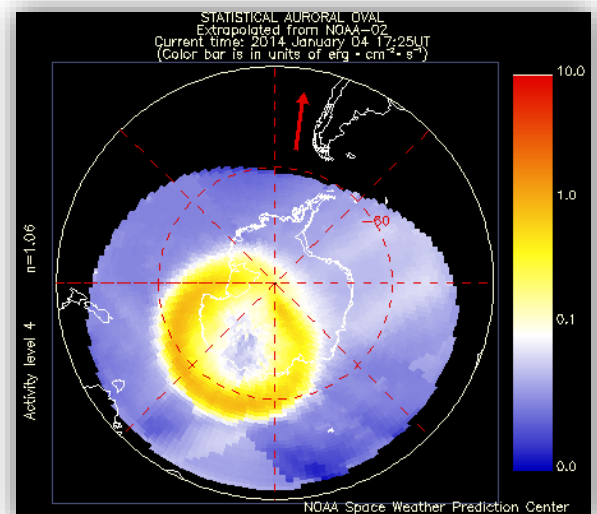 STATISTICAL AURORAL OVAL
Extrapolated from NOAA-02
Current time: 2014 January 04 17:25UT
(Color bar is in units of erg · cm⁻² · s⁻¹)
10.0
1.0
0.1
0.0
-60
n=1.06
Activity level 4
NOAA Space Weather Prediction Center